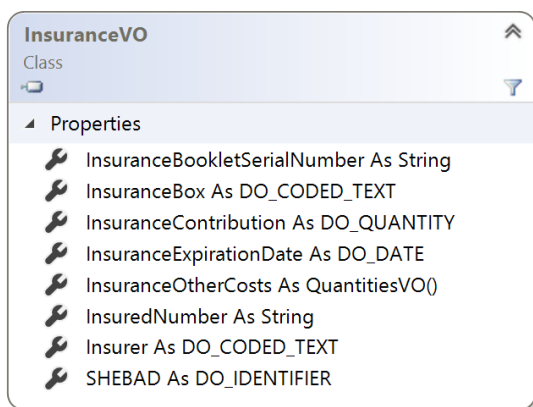 InsuranceVO
Class
Properties
InsuranceBookletSerialNumber As String
InsuranceBox As DO_CODED_TEXT
InsuranceContribution As DO_QUANTITY
InsuranceExpirationDate As DO_DATE
InsuranceOtherCosts As QuantitiesVO()
InsuredNumber As String
Insurer As DO_CODED_TEXT
SHEBAD As DO_IDENTIFIER